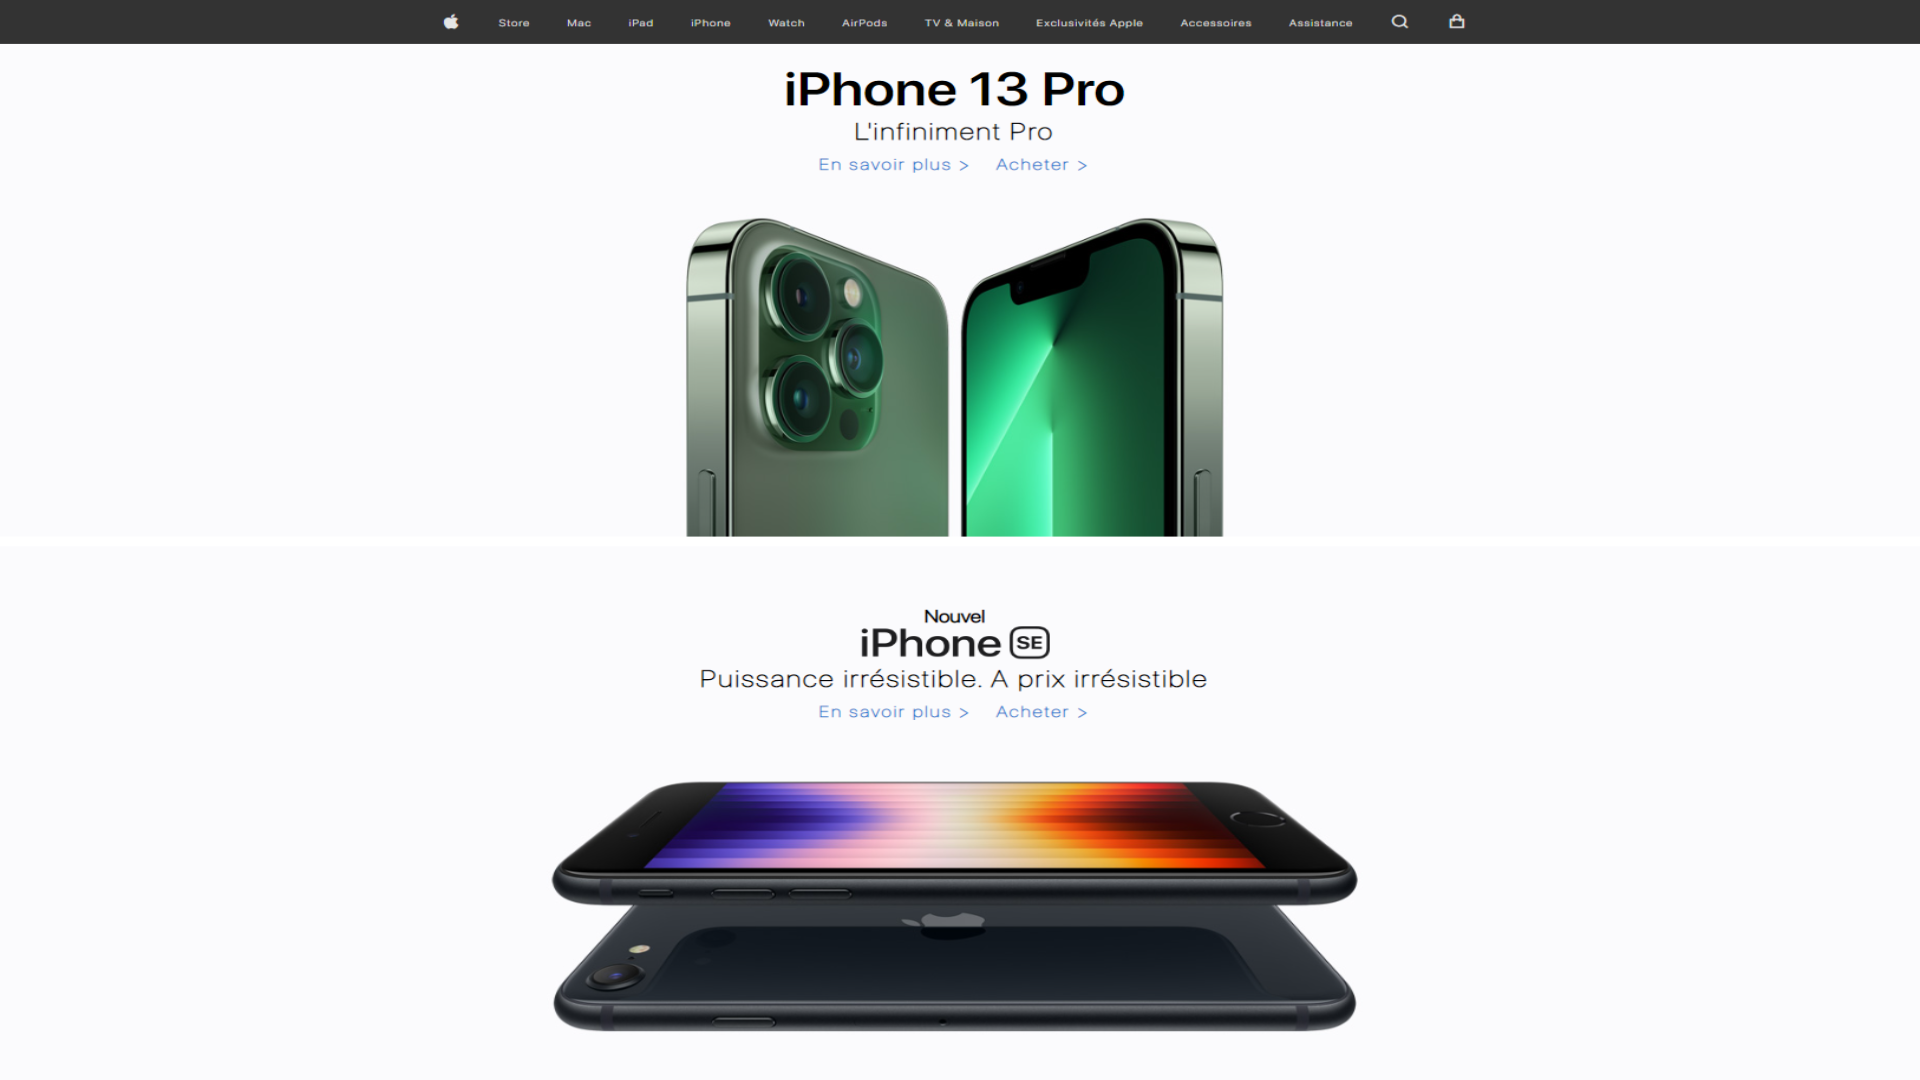 Store Mac iPad iPhone Watch AirPods TV & Maison Exclusivités Apple Accessoires Assistance
iPhone 13 Pro
L'infiniment Pro
En savoir plus > Acheter >
Nouvel
iPhone SE
Puissance irrésistible. A prix irrésistible
En savoir plus > Acheter >